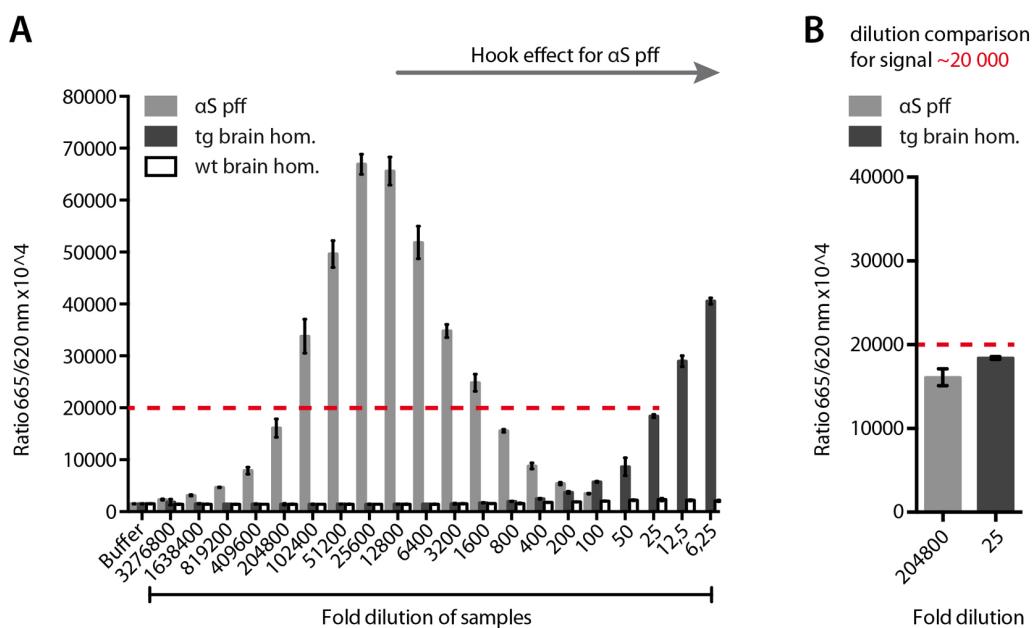 A
Hook effect for αS pff
αS pff
tg brain hom.
wt brain hom.
Ratio 665/620 nm x10^4
80000
70000
60000
50000
40000
30000
20000
10000
0
Buffer
3276800
1638400
819200
409600
204800
102400
51200
25600
12800
6400
3200
1600
800
400
200
100
50
25
12,5
6,25
Fold dilution of samples
B
dilution comparison
for signal ~20 000
αS pff
tg brain hom.
Ratio 665/620 nm x10^4
40000
30000
20000
10000
0
204800
25
Fold dilution